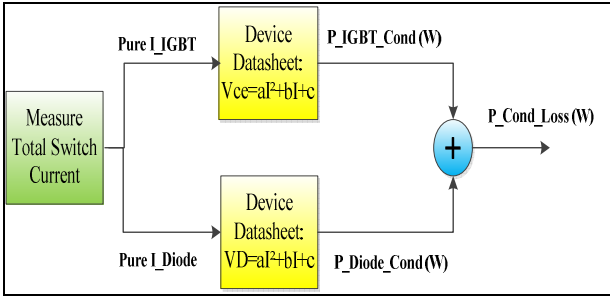 Pure I_IGBT
Device
Datasheet:
Vce=aI²+bI+c
P_IGBT_Cond (W)
Measure
Total Switch
Current
+
P_Cond_Loss (W)
Pure I_Diode
Device
Datasheet:
VD=aI²+bI+c
P_Diode_Cond (W)